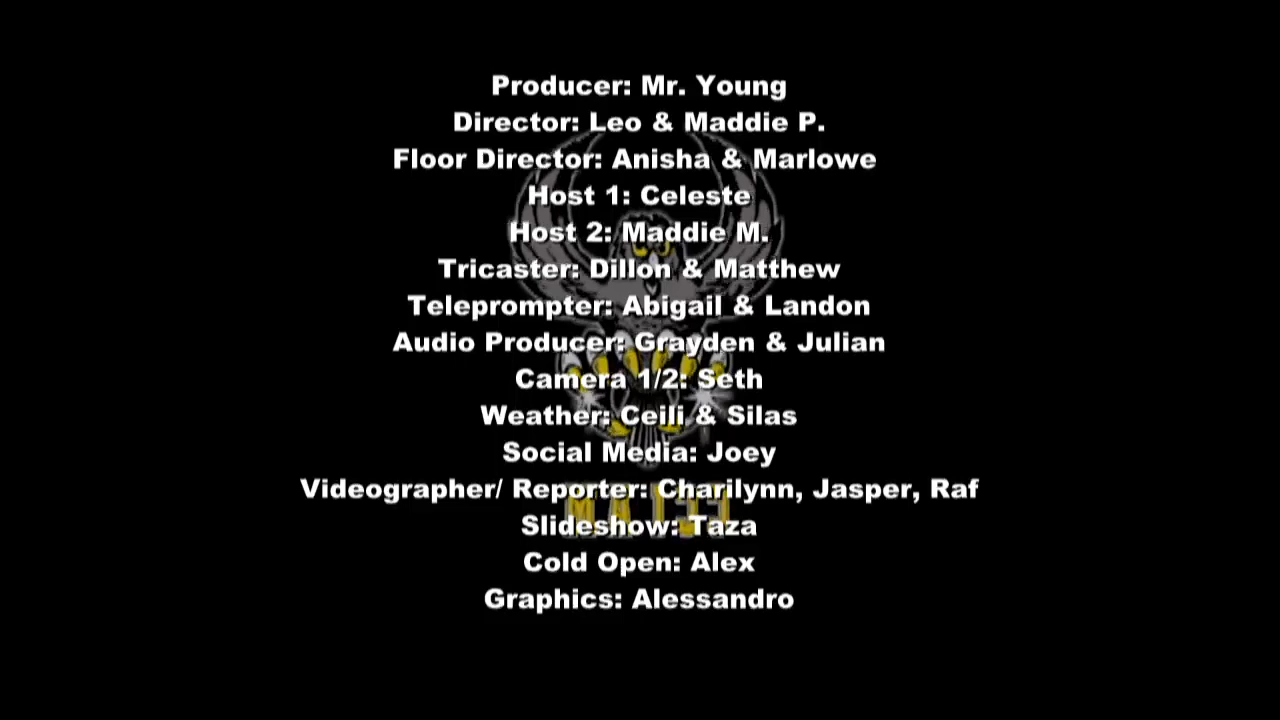 Producer: Mr. Young
Director: Leo & Maddie P.
Floor Director: Anisha & Marlowe
Host 1: Celeste
Host 2: Maddie M.
Tricaster: Dillon & Matthew
Teleprompter: Abigail & Landon
Audio Producer: Grayden & Julian
Camera 1/2: Seth
Weather: Ceili & Silas
Social Media: Joey
Videographer/ Reporter: Charilynn, Jasper, Raf
Slideshow: Taza
Cold Open: Alex
Graphics: Alessandro